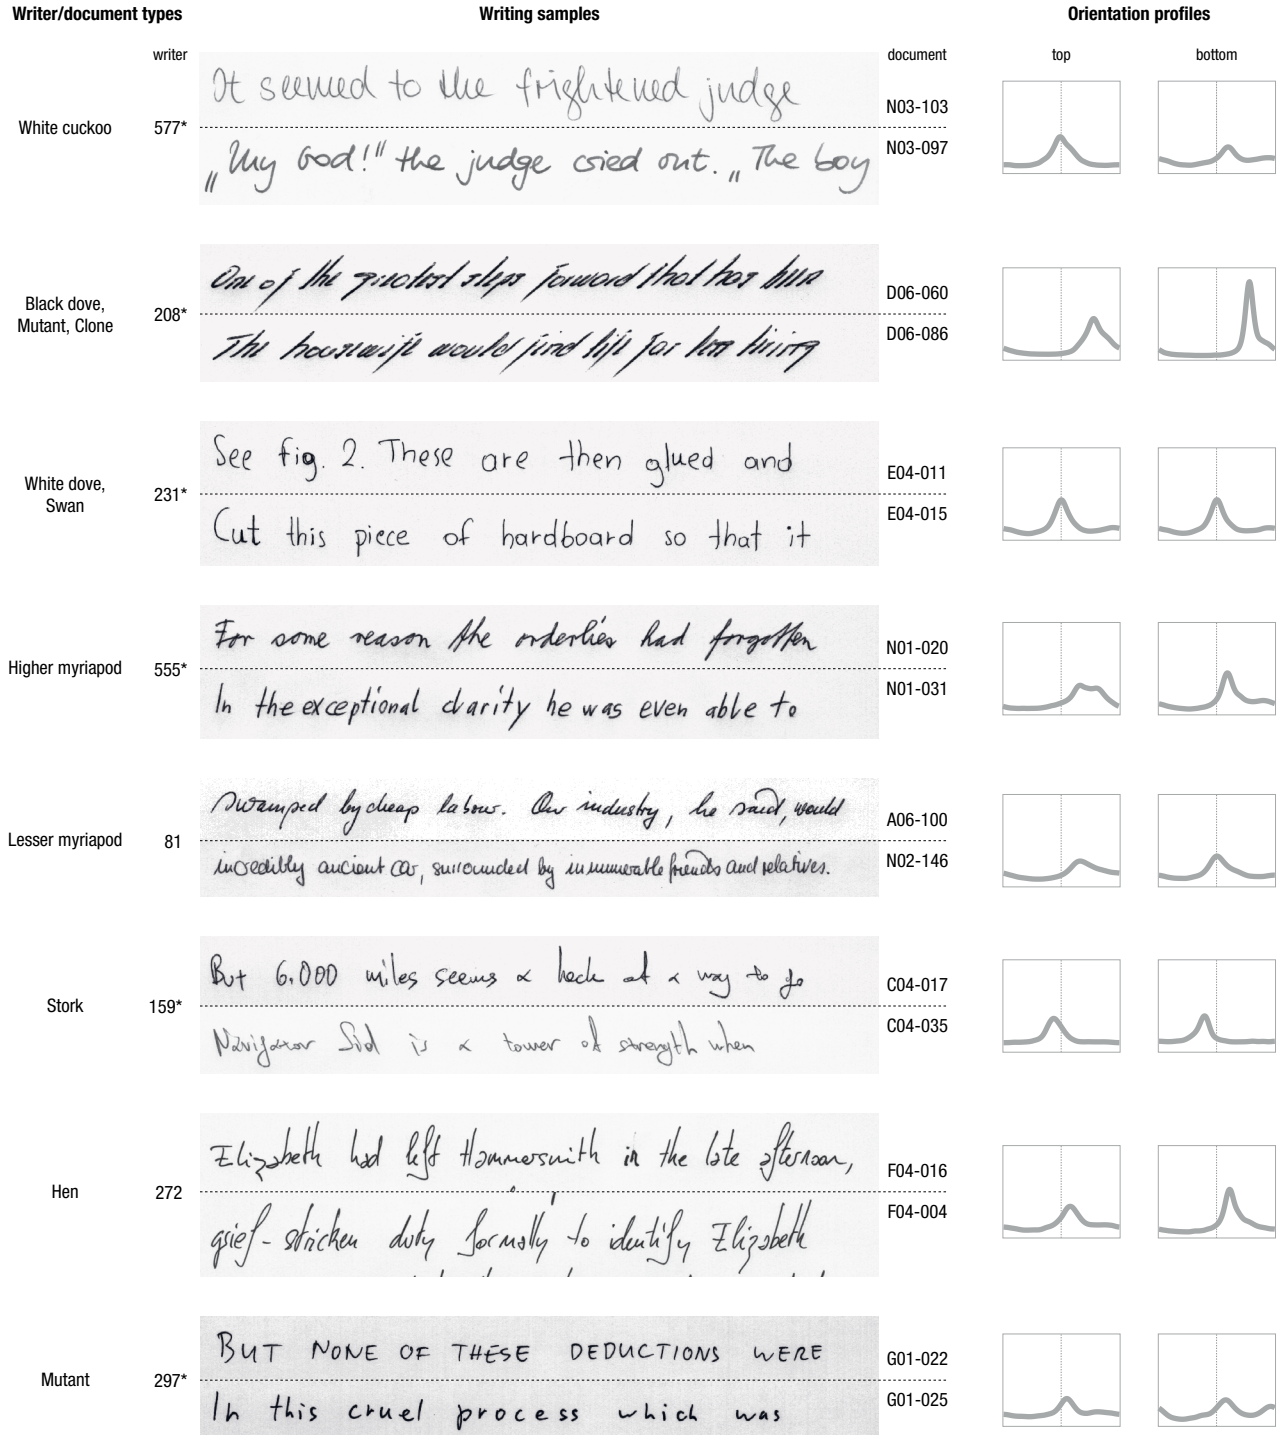 Writer/document types Writing samples Orientation profiles
writer document top bottom
White cuckoo 577* N03-103 N03-097
It seemed to the frightened judge
„My God!" the judge cried out. „The boy
Black dove, Mutant, Clone 208* D06-060 D06-086
One of the greatest steps forward that has been
The housewife would find life far less tiring
White dove, Swan 231* E04-011 E04-015
See fig. 2. These are then glued and
Cut this piece of hardboard so that it
Higher myriapod 555* N01-020 N01-031
For some reason the orderlies had forgotten
In the exceptional clarity he was even able to
Lesser myriapod 81 A06-100 N02-146
swamped by cheap labour. Our industry, he said, would
incredibly ancient car, surrounded by innumerable friends and relatives.
Stork 159* C04-017 C04-035
But 6,000 miles seems a heck of a way to go
Navigator Sid is a tower of strength when
Hen 272 F04-016 F04-004
Elizabeth had left Hammersmith in the late afternoon,
grief-stricken duty formally to identify Elizabeth
Mutant 297* G01-022 G01-025
BUT NONE OF THESE DEDUCTIONS WERE
In this cruel process which was